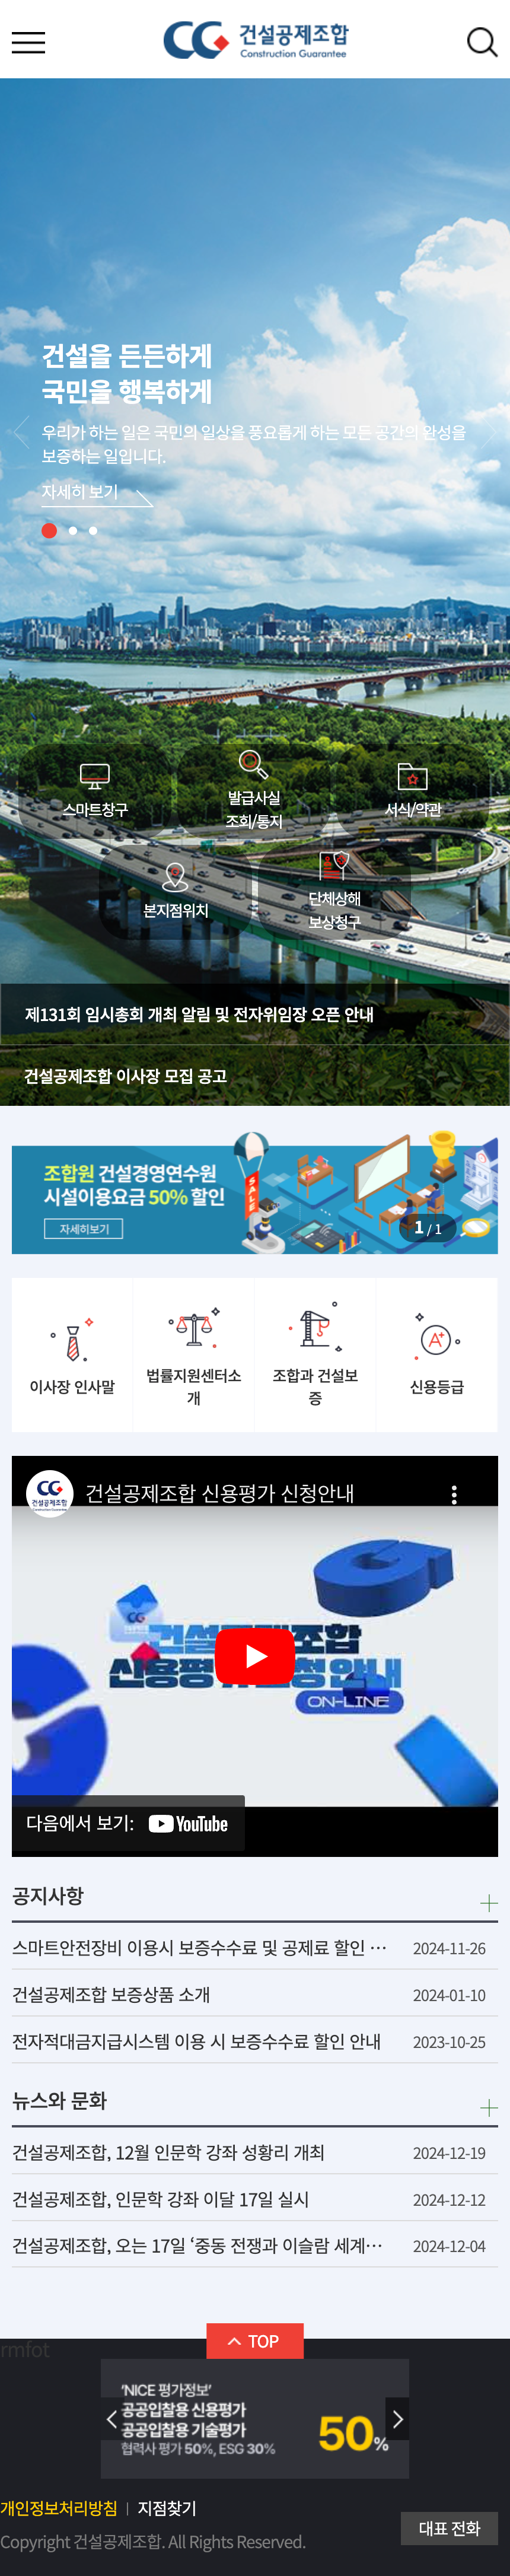 CG 건설공제조합
Construction Guarantee
건설을 든든하게
국민을 행복하게
우리가 하는 일은 국민의 일상을 풍요롭게 하는 모든 공간의 완성을
보증하는 일입니다.
자세히 보기
스마트창구
발급사실
조회/통지
서식/약관
본지점위치
단체상해
보상청구
제131회 임시총회 개최 알림 및 전자위임장 오픈 안내
건설공제조합 이사장 모집 공고
조합원 건설경영연수원
시설이용요금 50% 할인
자세히보기
SALE
1 / 1
이사장 인사말
법률지원센터소
개
조합과 건설보
증
A+
신용등급
CG
건설공제조합
Construction Guarantee
건설공제조합 신용평가 신청안내
건설공제조합
신용평가신청안내
ON-LINE
다음에서 보기: YouTube
공지사항
스마트안전장비 이용시 보증수수료 및 공제료 할인 … 2024-11-26
건설공제조합 보증상품 소개 2024-01-10
전자적대금지급시스템 이용 시 보증수수료 할인 안내 2023-10-25
뉴스와 문화
건설공제조합, 12월 인문학 강좌 성황리 개최 2024-12-19
건설공제조합, 인문학 강좌 이달 17일 실시 2024-12-12
건설공제조합, 오는 17일 ‘중동 전쟁과 이슬람 세계… 2024-12-04
TOP
rmfot
‘NICE 평가정보’
공공입찰용 신용평가
공공입찰용 기술평가
협력사 평가 50%, ESG 30%
50%
개인정보처리방침 | 지점찾기
대표 전화
Copyright 건설공제조합. All Rights Reserved.